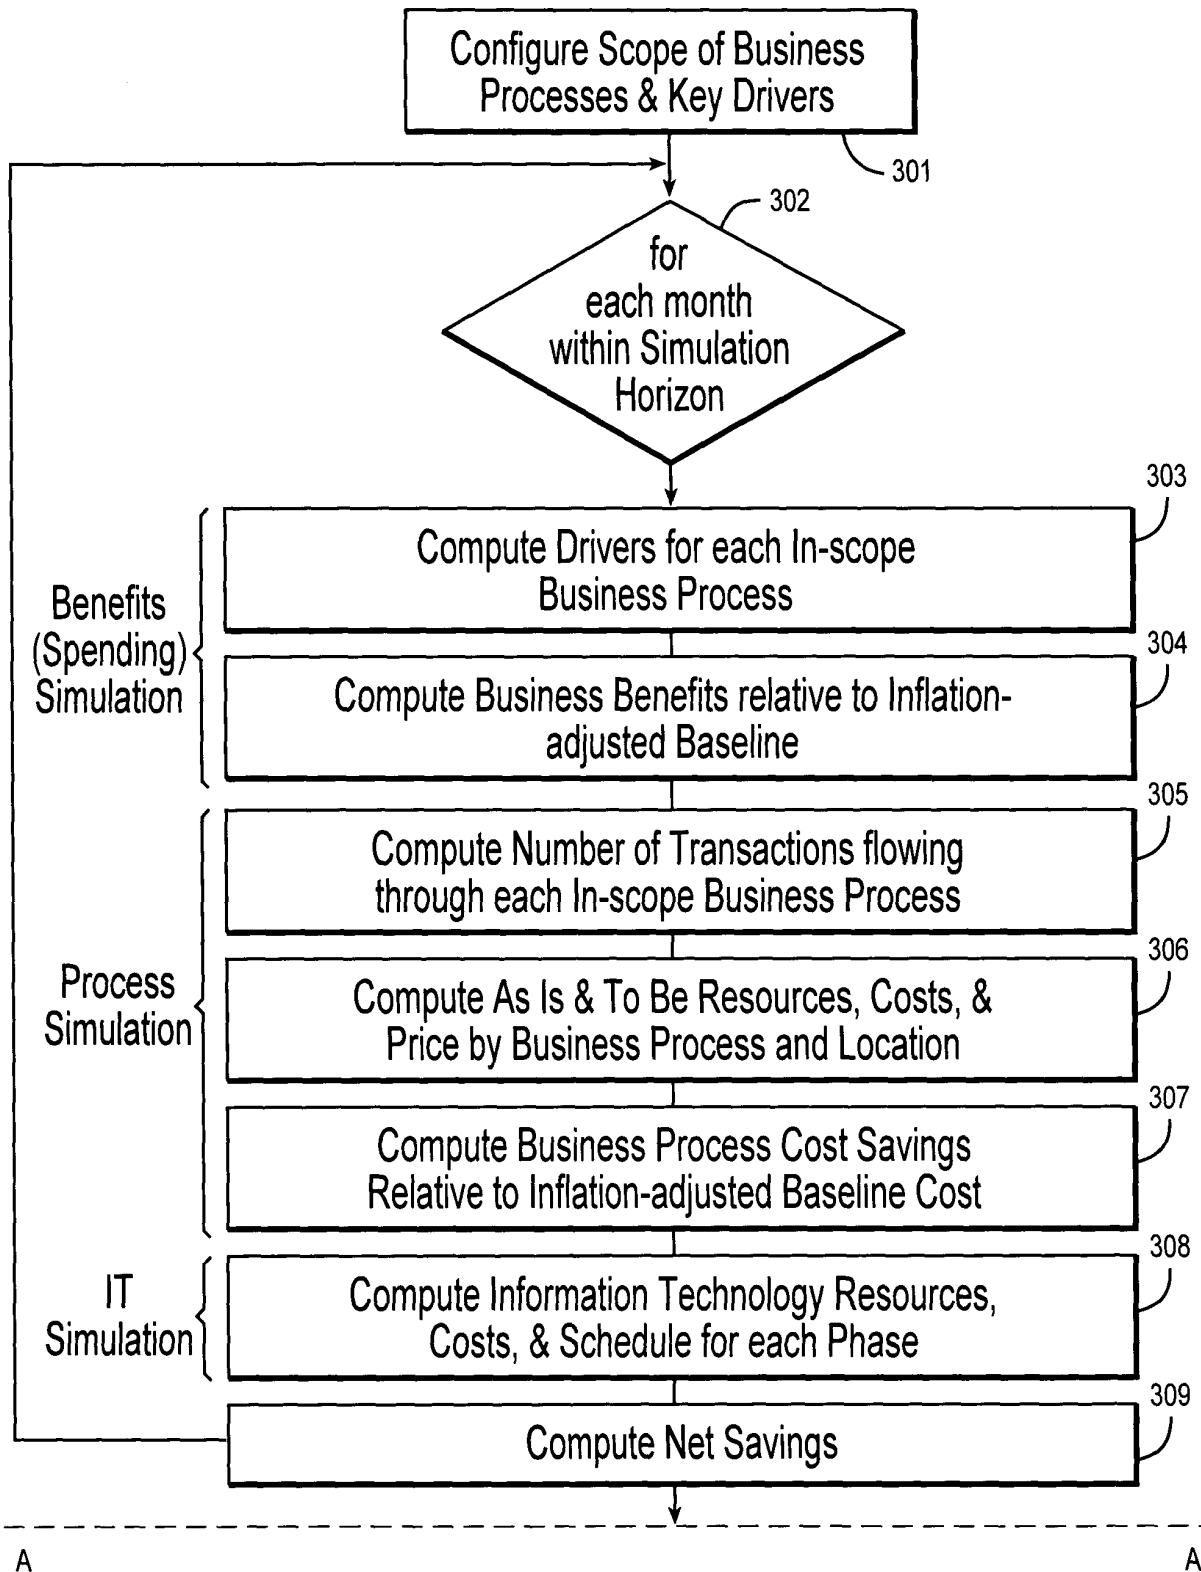 Configure Scope of Business
Processes & Key Drivers
301
302
for
each month
within Simulation
Horizon
303
Compute Drivers for each In-scope
Business Process
Benefits
(Spending)
Simulation
304
Compute Business Benefits relative to Inflation-
adjusted Baseline
305
Compute Number of Transactions flowing
through each In-scope Business Process
306
Process
Simulation
Compute As Is & To Be Resources, Costs, &
Price by Business Process and Location
307
Compute Business Process Cost Savings
Relative to Inflation-adjusted Baseline Cost
308
IT
Simulation
Compute Information Technology Resources,
Costs, & Schedule for each Phase
309
Compute Net Savings
A
A